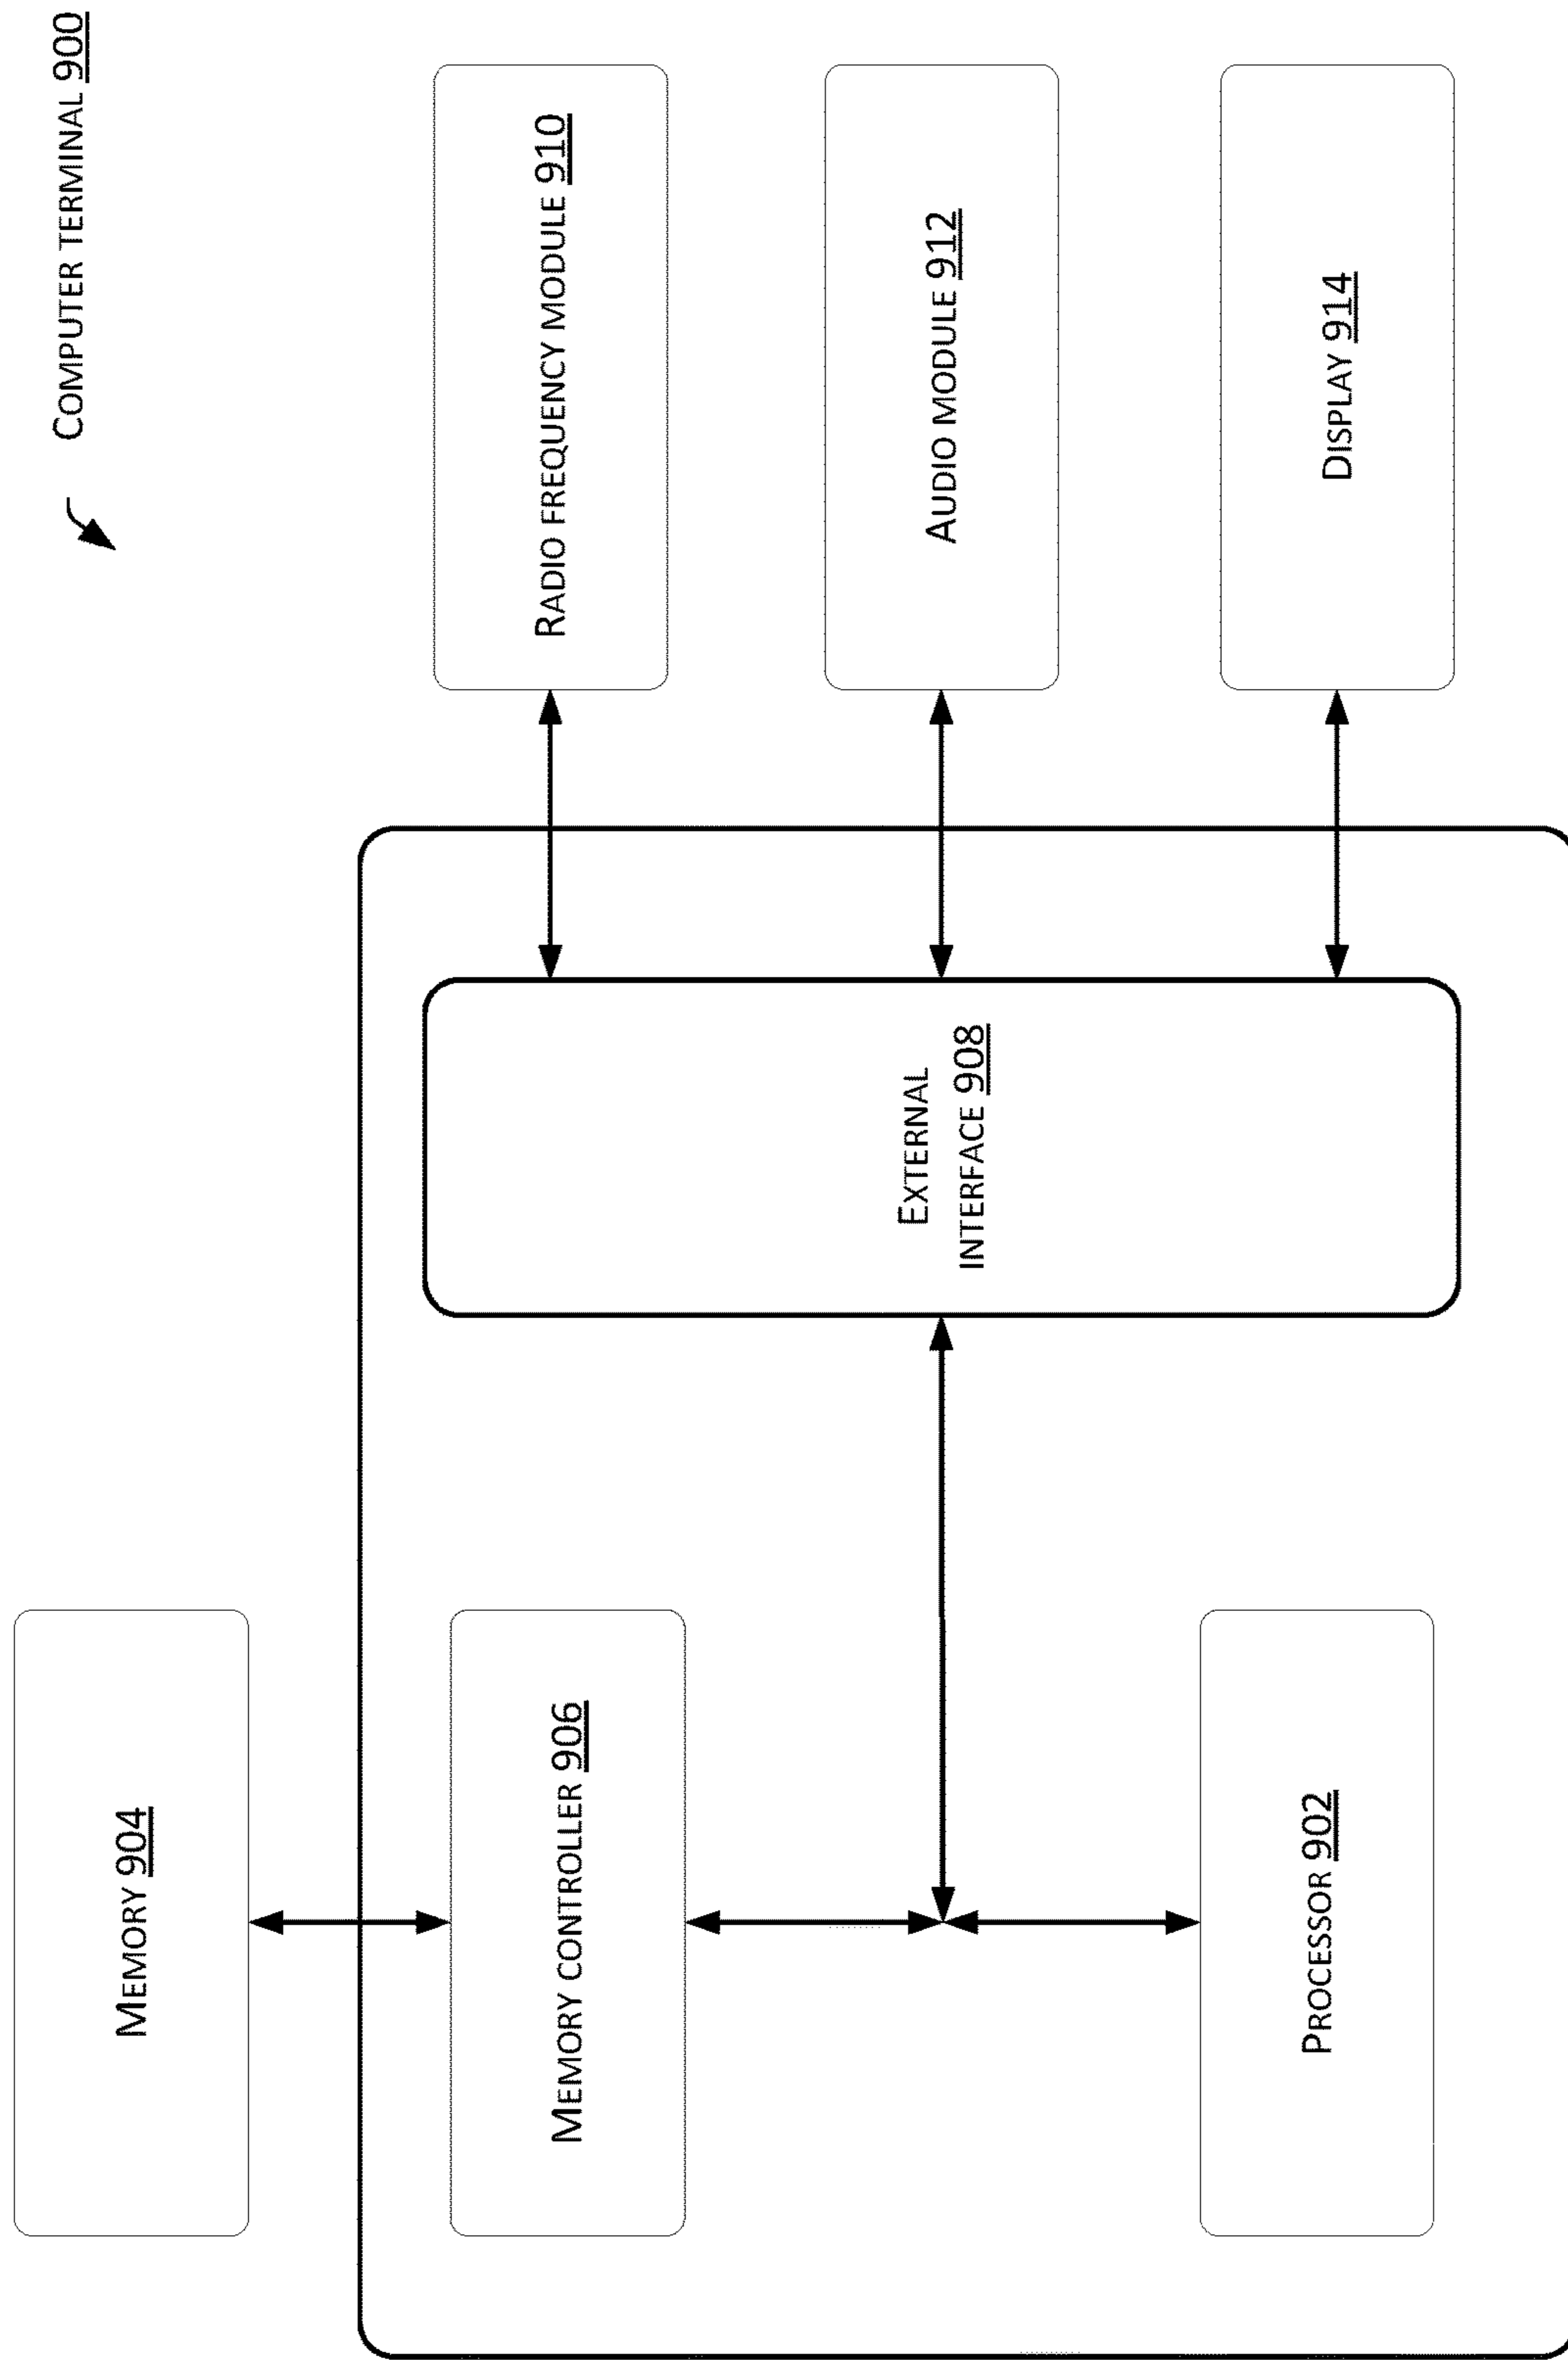 COMPUTER TERMINAL 900
MEMORY 904
MEMORY CONTROLLER 906
RADIO FREQUENCY MODULE 910
EXTERNAL
INTERFACE 908
AUDIO MODULE 912
PROCESSOR 902
DISPLAY 914